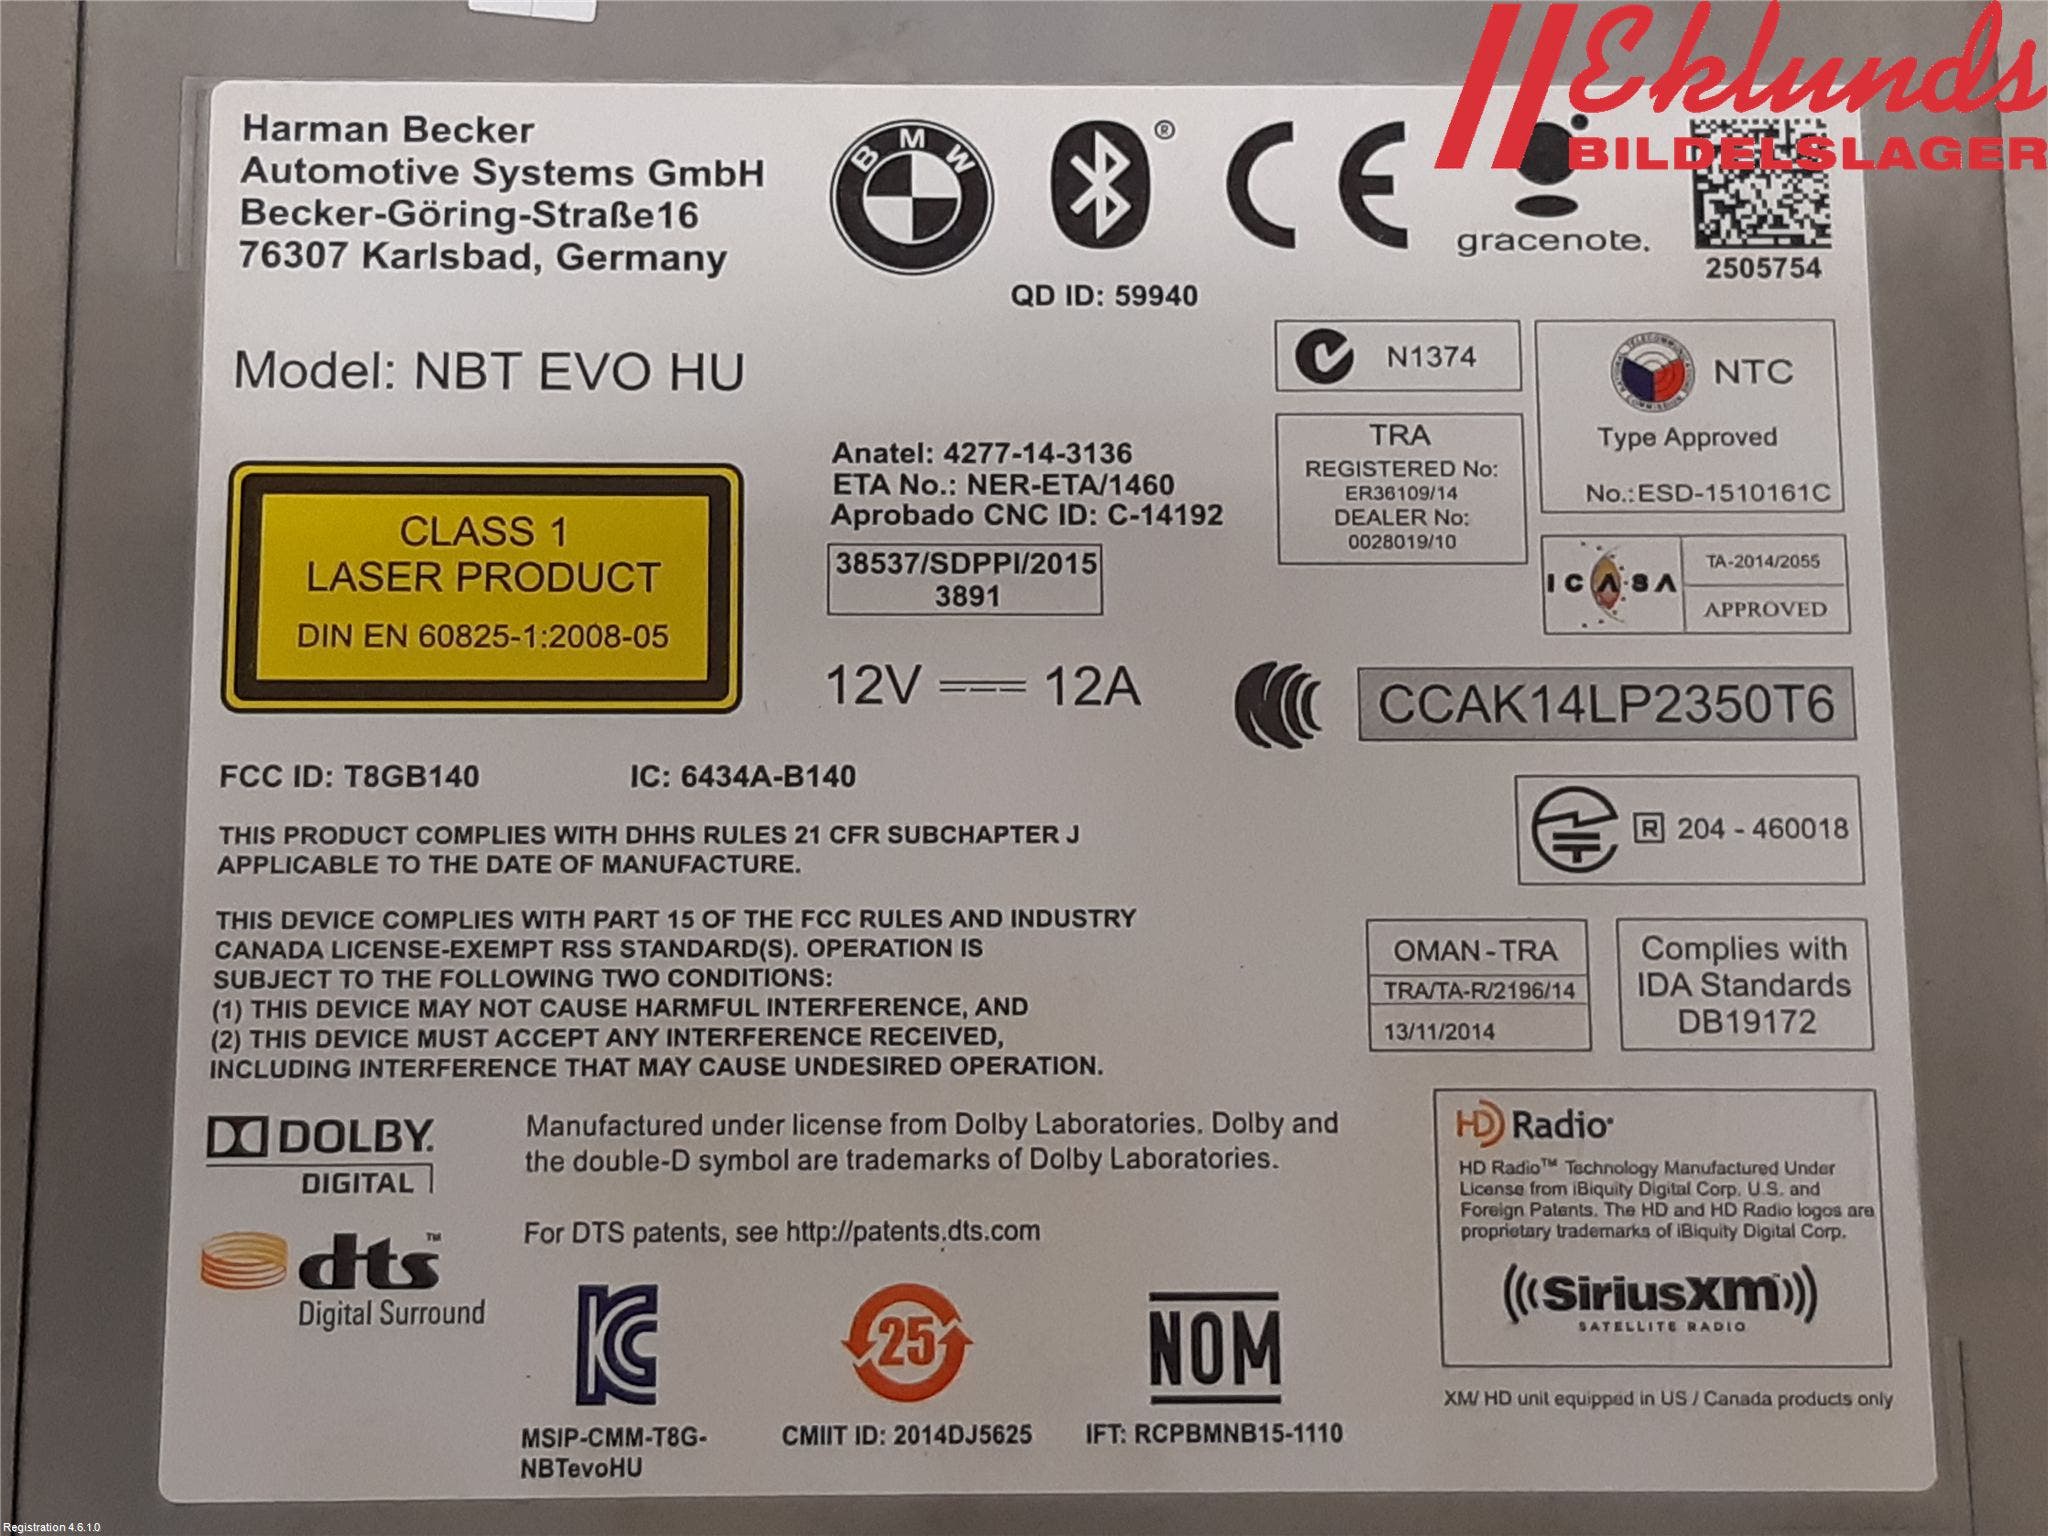 Eklunds
BILDELSLAGER
Harman Becker
Automotive Systems GmbH
Becker-Göring-Straße16
76307 Karlsbad, Germany
BMW
®
QD ID: 59940
CE
gracenote.
2505754
Model: NBT EVO HU
N1374
NTC
Type Approved
No.:ESD-1510161C
TRA
REGISTERED No:
ER36109/14
DEALER No:
0028019/10
CLASS 1
LASER PRODUCT
DIN EN 60825-1:2008-05
Anatel: 4277-14-3136
ETA No.: NER-ETA/1460
Aprobado CNC ID: C-14192
38537/SDPPI/2015
3891
ICASA
TA-2014/2055
APPROVED
12V 12A
CCAK14LP2350T6
FCC ID: T8GB140 IC: 6434A-B140
R 204 - 460018
THIS PRODUCT COMPLIES WITH DHHS RULES 21 CFR SUBCHAPTER J
APPLICABLE TO THE DATE OF MANUFACTURE.
THIS DEVICE COMPLIES WITH PART 15 OF THE FCC RULES AND INDUSTRY
CANADA LICENSE-EXEMPT RSS STANDARD(S). OPERATION IS
SUBJECT TO THE FOLLOWING TWO CONDITIONS:
(1) THIS DEVICE MAY NOT CAUSE HARMFUL INTERFERENCE, AND
(2) THIS DEVICE MUST ACCEPT ANY INTERFERENCE RECEIVED,
INCLUDING INTERFERENCE THAT MAY CAUSE UNDESIRED OPERATION.
OMAN-TRA
TRA/TA-R/2196/14
13/11/2014
Complies with
IDA Standards
DB19172
DOLBY.
DIGITAL
Manufactured under license from Dolby Laboratories. Dolby and
the double-D symbol are trademarks of Dolby Laboratories.
dts™
Digital Surround
For DTS patents, see http://patents.dts.com
HD Radio
HD Radio™ Technology Manufactured Under
License from iBiquity Digital Corp. U.S. and
Foreign Patents. The HD and HD Radio logos are
proprietary trademarks of iBiquity Digital Corp.
SiriusXM
SATELLITE RADIO
XM/ HD unit equipped in US / Canada products only
KC
MSIP-CMM-T8G-
NBTevoHU
25
CMIIT ID: 2014DJ5625
NOM
IFT: RCPBMNB15-1110
Registration 4.6.1.0